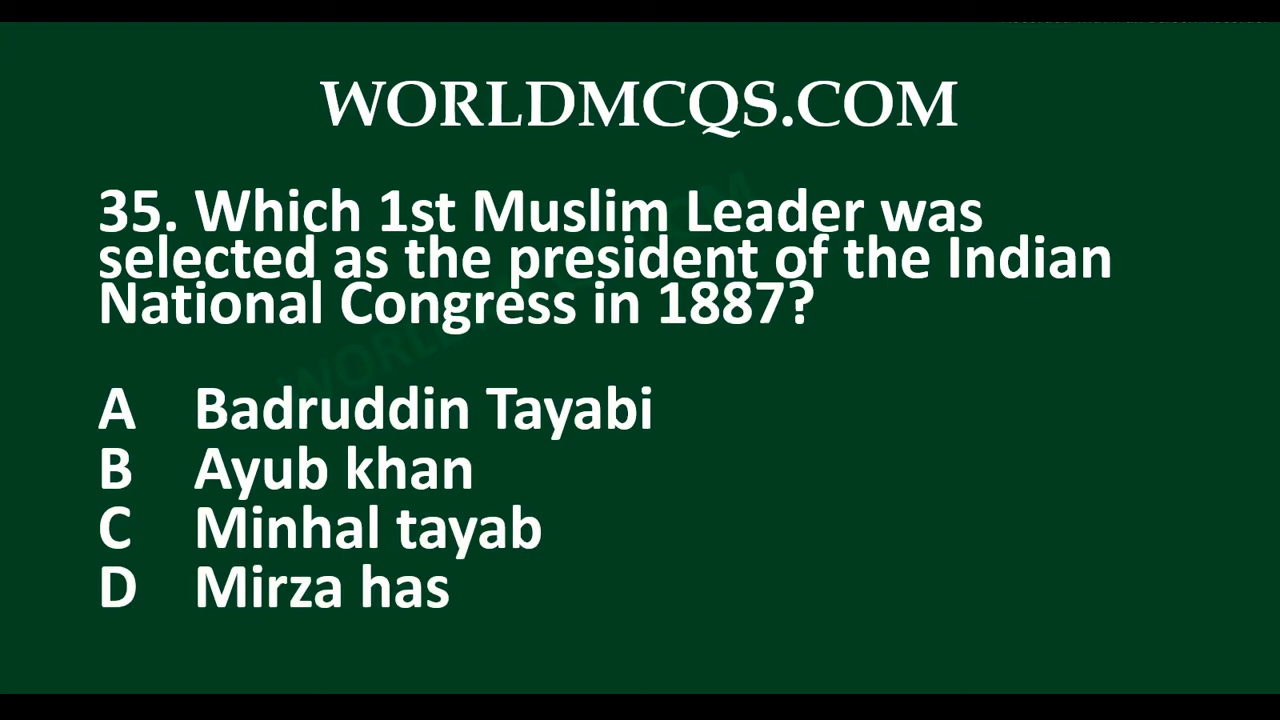 WORLDMCQS.COM
35. Which 1st Muslim Leader was
selected as the president of the Indian
National Congress in 1887?
A Badruddin Tayabi
B Ayub khan
C Minhal tayab
D Mirza has